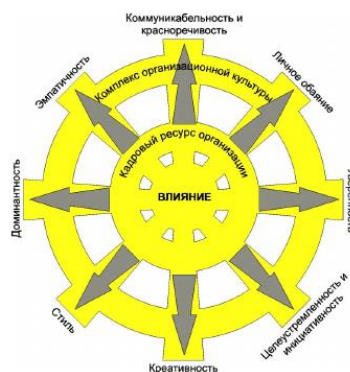 Коммуникабельность и
красноречивость
Эмпатичность
Комплекс организационной культуры
Личное обаяние
Кадровый ресурс организации
ВЛИЯНИЕ
Доминантность
Стиль
Целеустремленность и
инициативность
Креативность